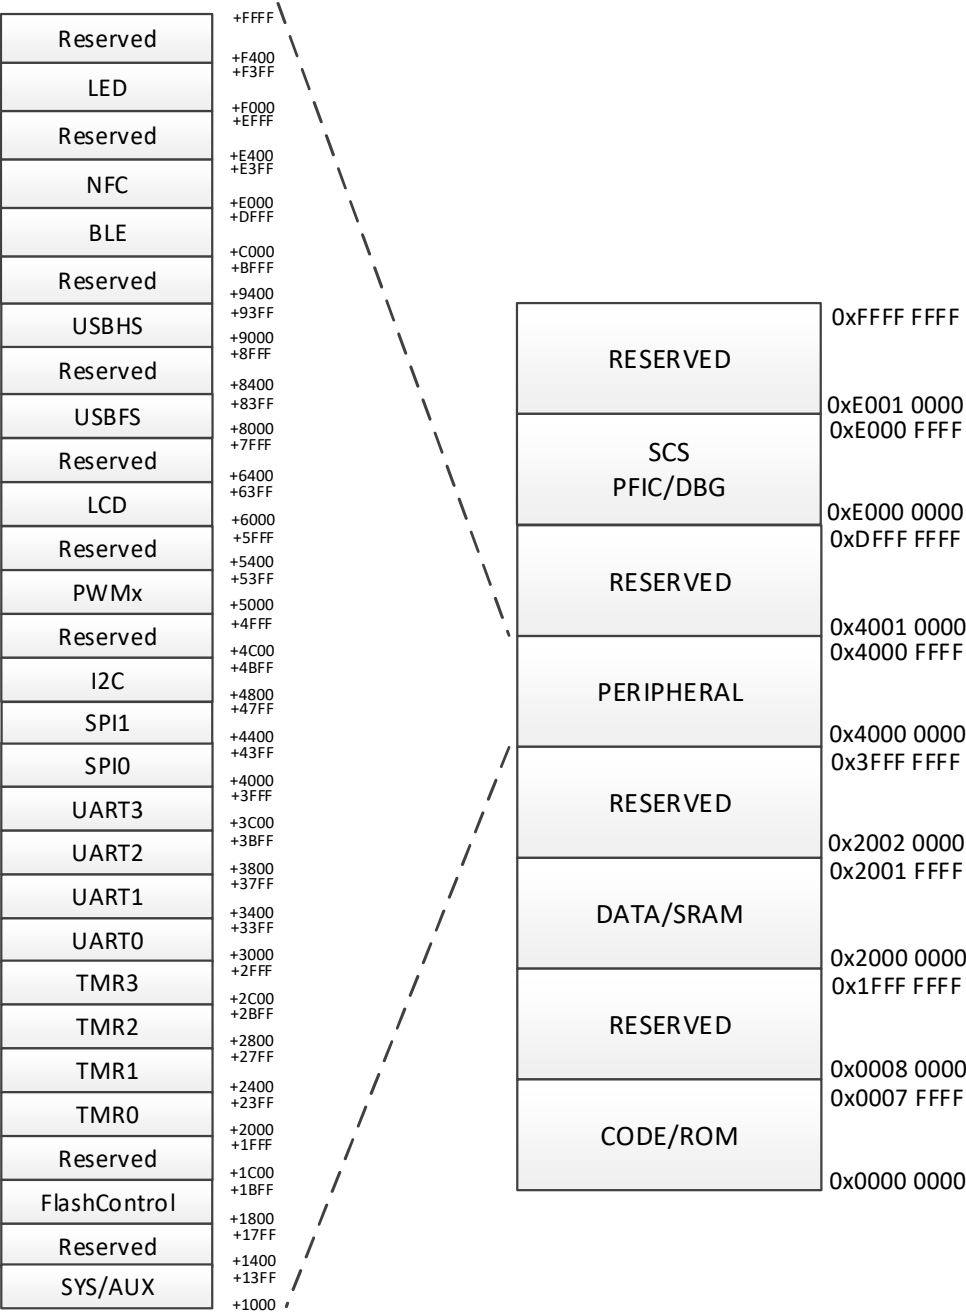 +FFFF
Reserved
+F400
+F3FF
LED
+F000
+EFFF
Reserved
+E400
+E3FF
NFC
+E000
+DFFF
BLE
+C000
+BFFF
Reserved
+9400
+93FF
USBHS
+9000
+8FFF
Reserved
+8400
+83FF
USBFS
+8000
+7FFF
Reserved
+6400
+63FF
LCD
+6000
+5FFF
Reserved
+5400
+53FF
PWMx
+5000
+4FFF
Reserved
+4C00
+4BFF
I2C
+4800
+47FF
SPI1
+4400
+43FF
SPI0
+4000
+3FFF
UART3
+3C00
+3BFF
UART2
+3800
+37FF
UART1
+3400
+33FF
UART0
+3000
+2FFF
TMR3
+2C00
+2BFF
TMR2
+2800
+27FF
TMR1
+2400
+23FF
TMR0
+2000
+1FFF
Reserved
+1C00
+1BFF
FlashControl
+1800
+17FF
Reserved
+1400
+13FF
SYS/AUX
+1000
0xFFFF FFFF
RESERVED
0xE001 0000
0xE000 FFFF
SCS
PFIC/DBG
0xE000 0000
0xDFFF FFFF
RESERVED
0x4001 0000
0x4000 FFFF
PERIPHERAL
0x4000 0000
0x3FFF FFFF
RESERVED
0x2002 0000
0x2001 FFFF
DATA/SRAM
0x2000 0000
0x1FFF FFFF
RESERVED
0x0008 0000
0x0007 FFFF
CODE/ROM
0x0000 0000